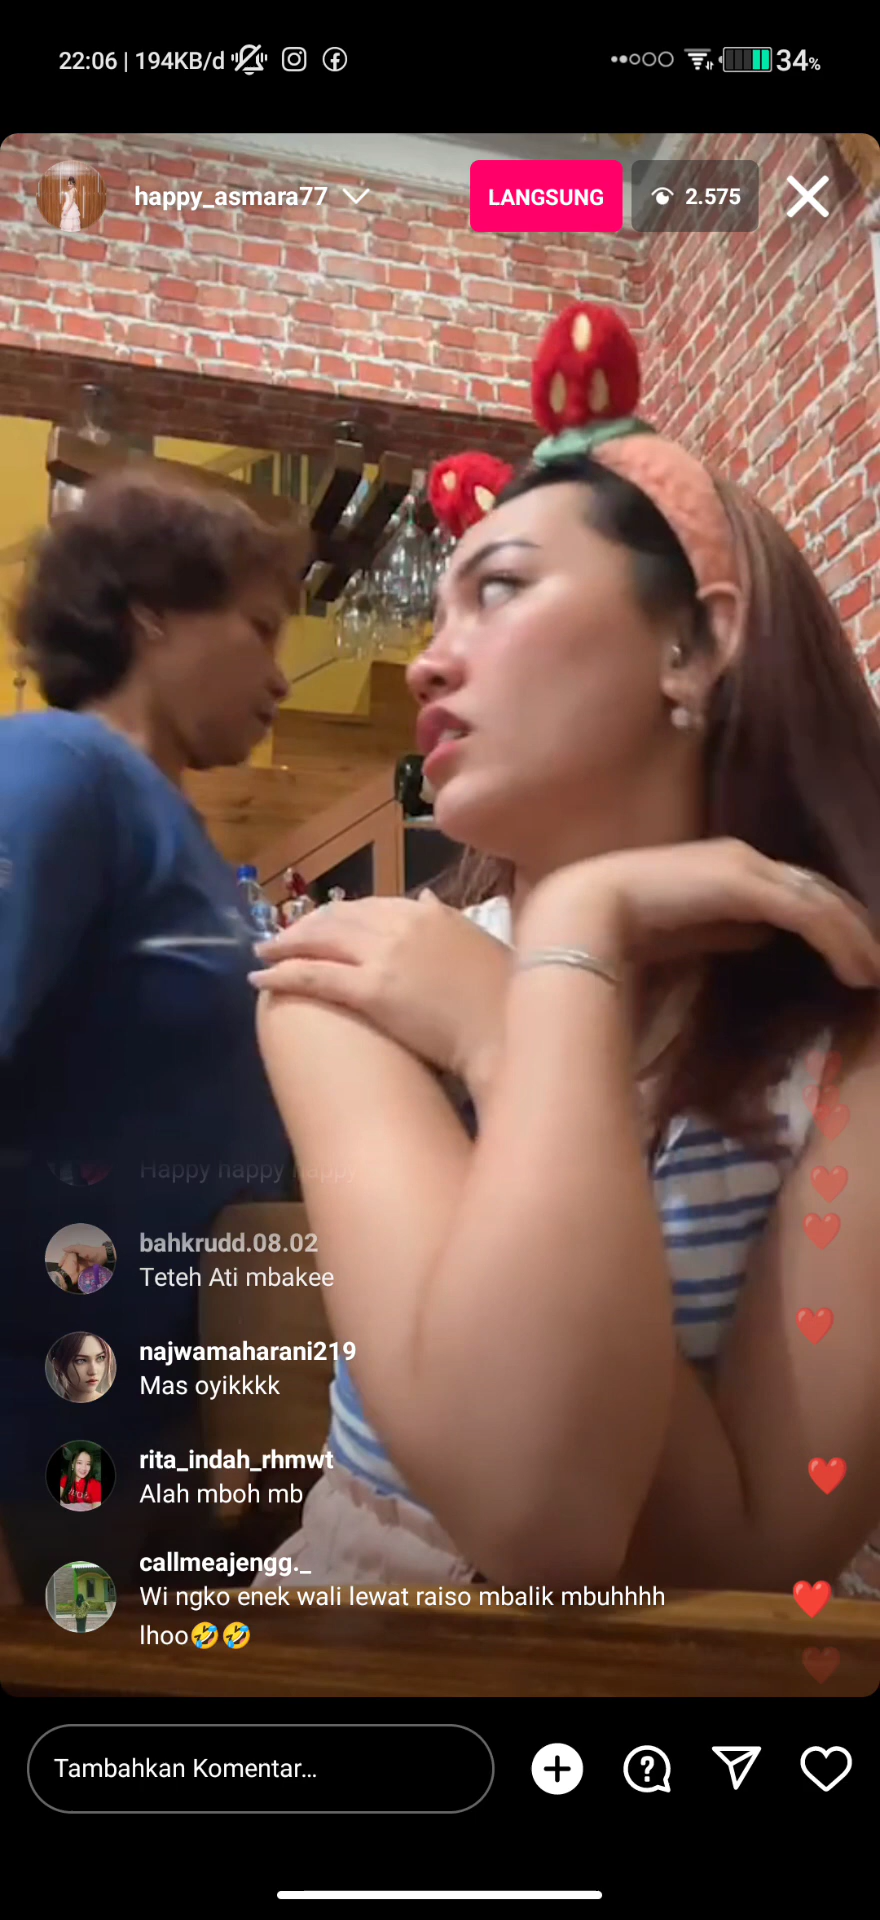 22:06 | 194KB/d
34%
happy_asmara77
LANGSUNG
2.575
Happy happy happy
bahkrudd.08.02
Teteh Ati mbakee
najwamaharani219
Mas oyikkkk
rita_indah_rhmwt
Alah mboh mb
callmeajengg._
Wi ngko enek wali lewat raiso mbalik mbuhhhh
lhoo🤣🤣
Tambahkan Komentar...